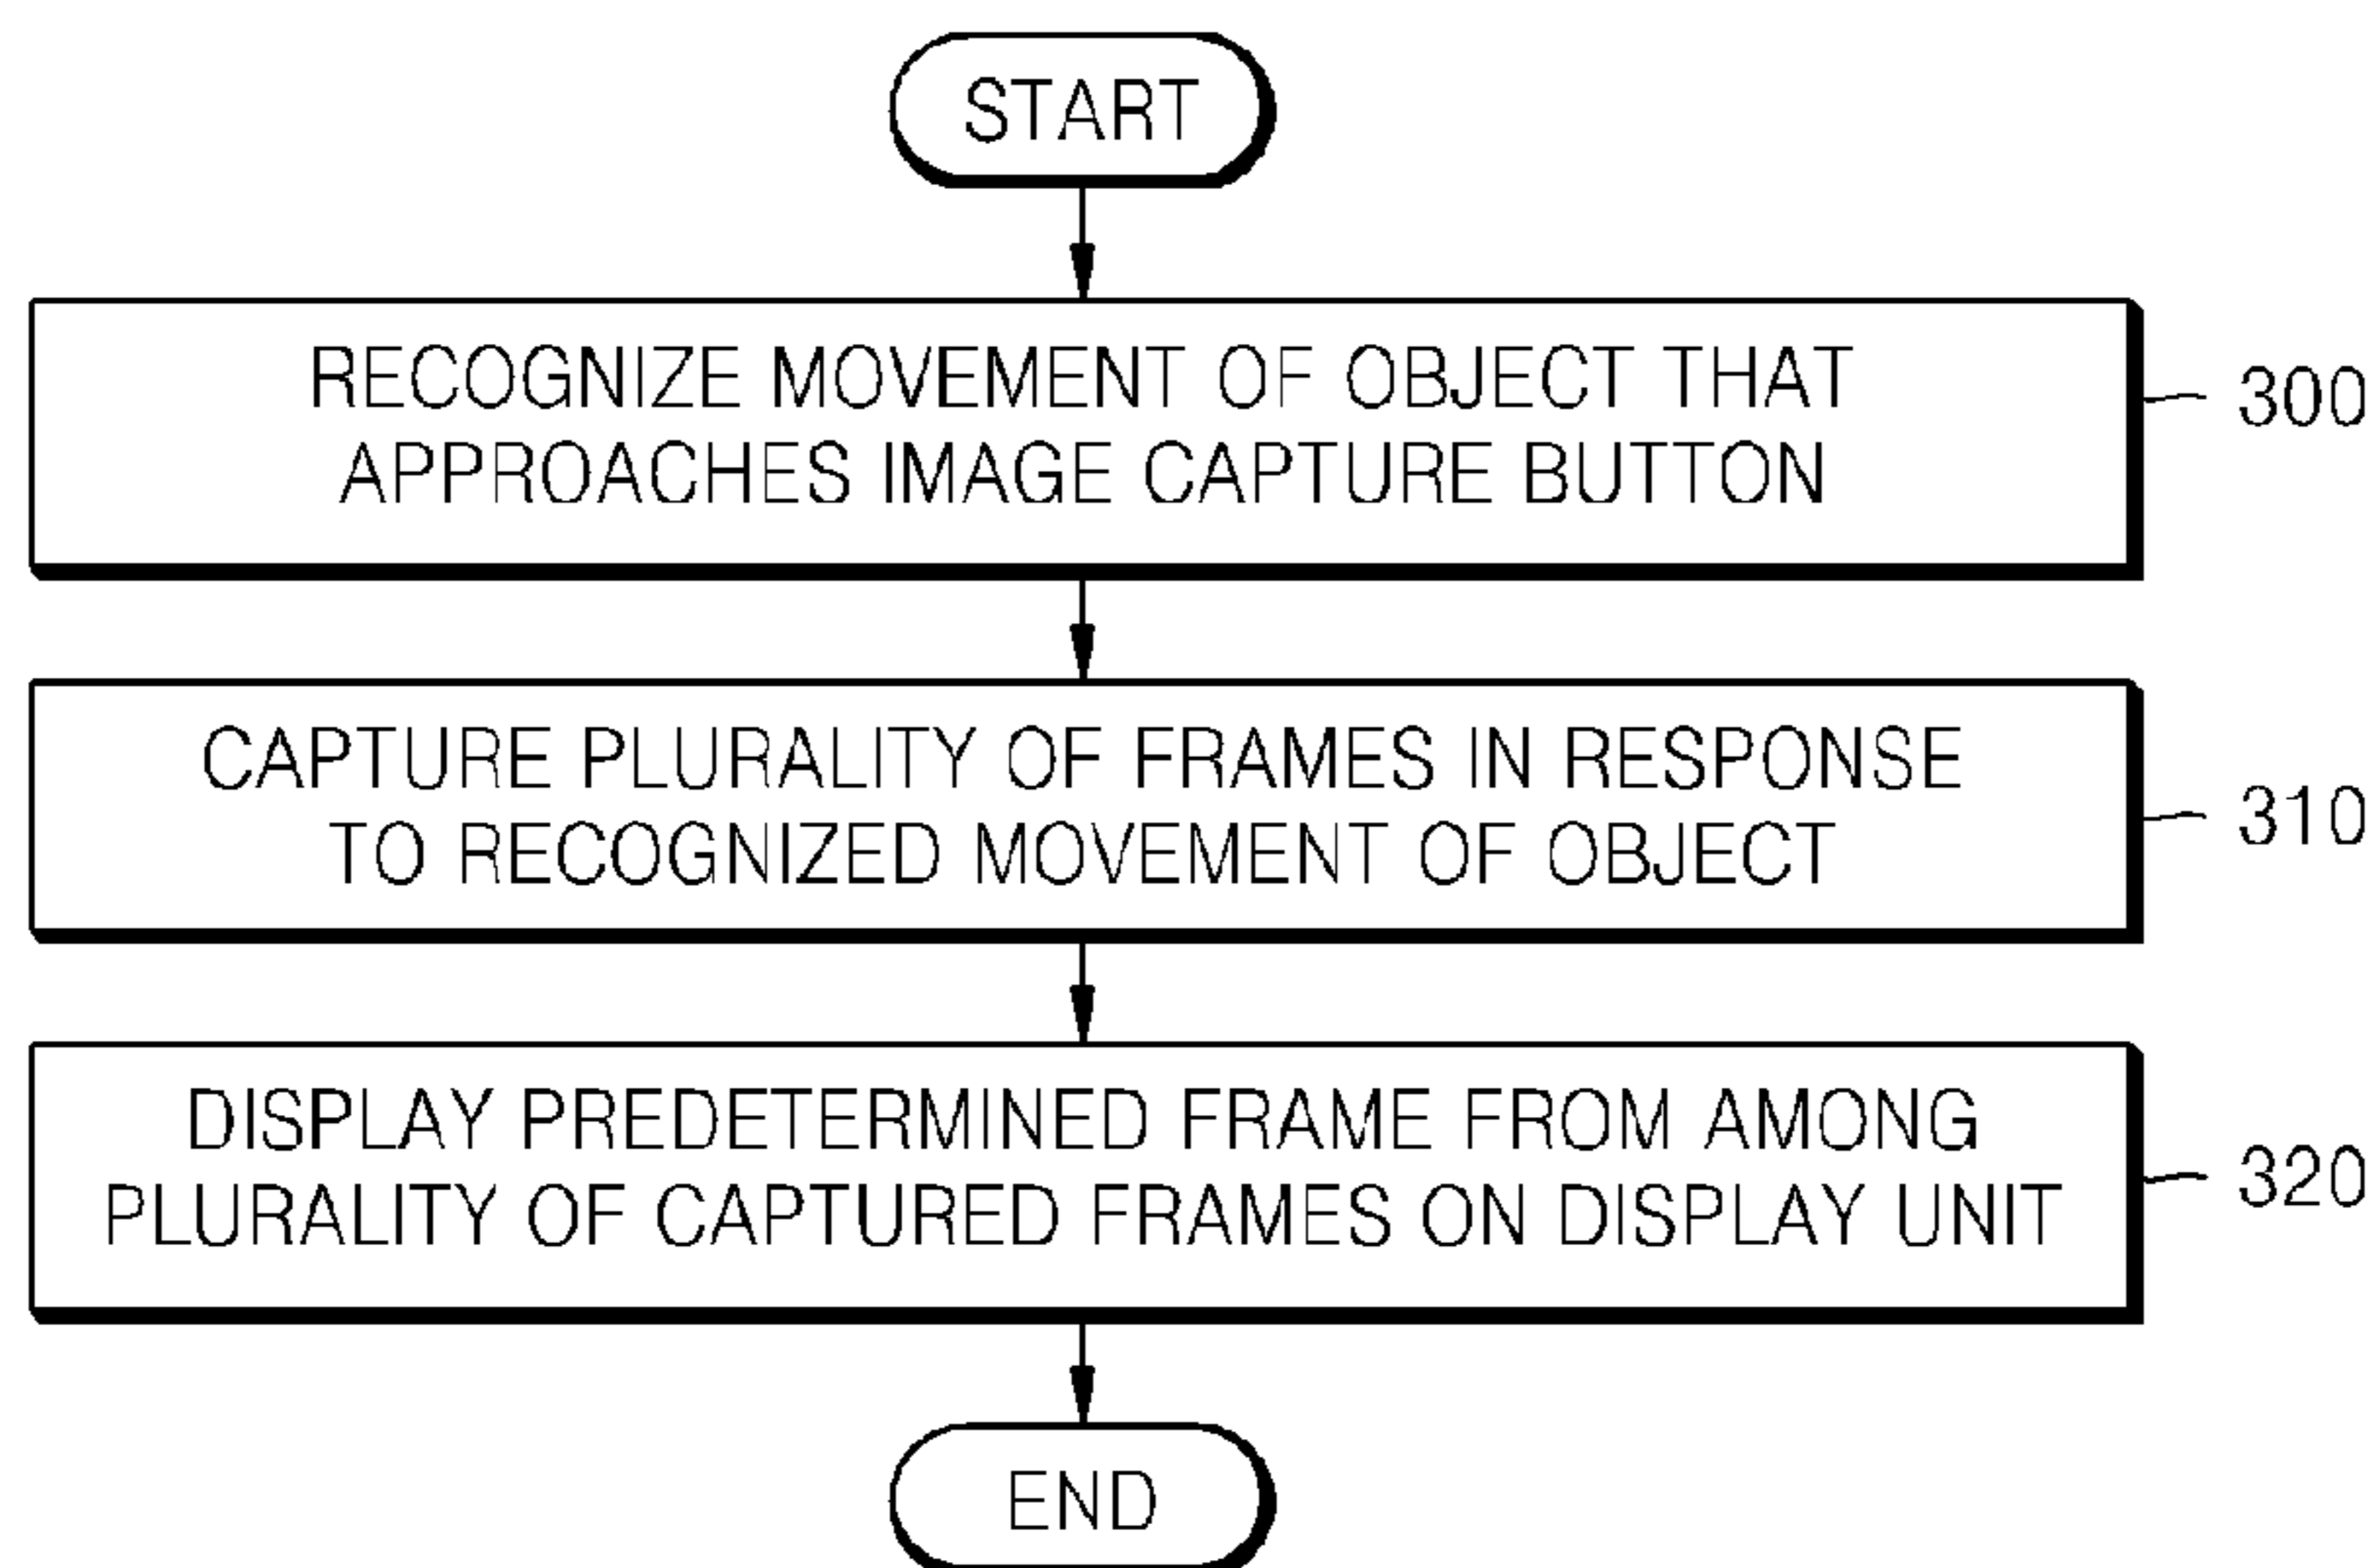 START
RECOGNIZE MOVEMENT OF OBJECT THAT
APPROACHES IMAGE CAPTURE BUTTON
300
CAPTURE PLURALITY OF FRAMES IN RESPONSE
TO RECOGNIZED MOVEMENT OF OBJECT
310
DISPLAY PREDETERMINED FRAME FROM AMONG
PLURALITY OF CAPTURED FRAMES ON DISPLAY UNIT
320
END